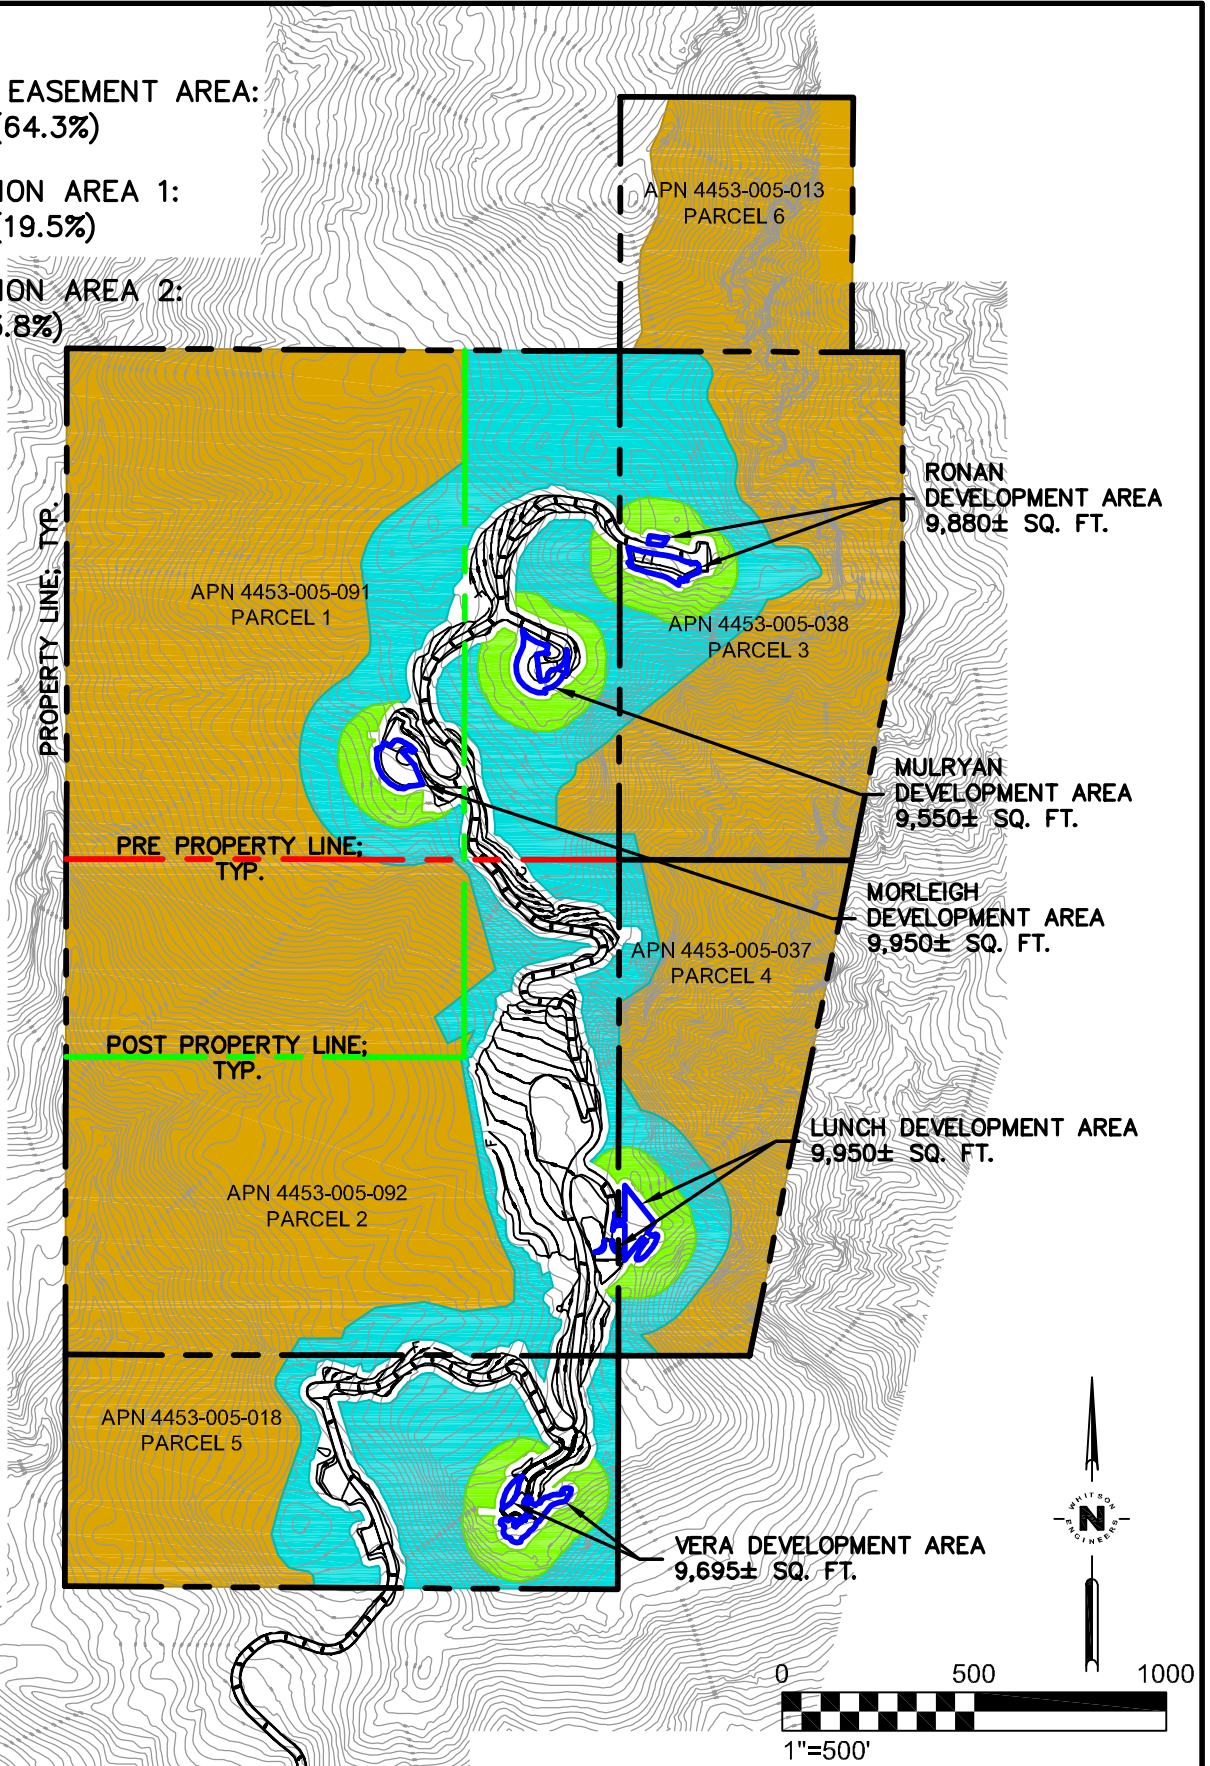 EASEMENT AREA:
(64.3%)
ION AREA 1:
(19.5%)
ION AREA 2:
.8%)
APN 4453-005-013
PARCEL 6
PROPERTY LINE; TYP.
RONAN
DEVELOPMENT AREA
9,880± SQ. FT.
APN 4453-005-091
PARCEL 1
APN 4453-005-038
PARCEL 3
MULRYAN
DEVELOPMENT AREA
9,550± SQ. FT.
PRE PROPERTY LINE;
TYP.
MORLEIGH
DEVELOPMENT AREA
9,950± SQ. FT.
APN 4453-005-037
PARCEL 4
POST PROPERTY LINE;
TYP.
LUNCH DEVELOPMENT AREA
9,950± SQ. FT.
APN 4453-005-092
PARCEL 2
F
F
APN 4453-005-018
PARCEL 5
WHITSON
N
ENGINEERS
VERA DEVELOPMENT AREA
9,695± SQ. FT.
0 500 1000
1"=500'